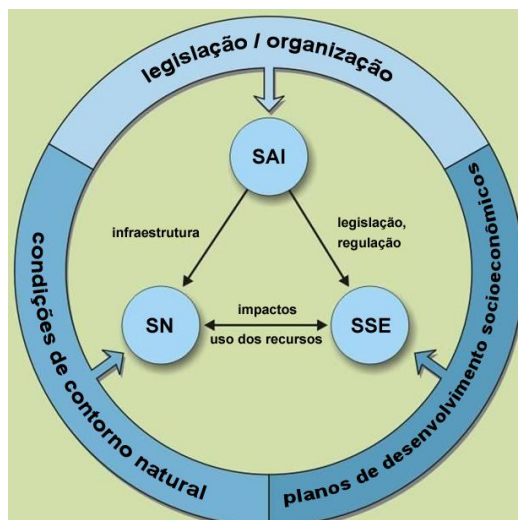 legislação / organização
SAI
infraestrutura
legislação,
regulação
SN
impactos
uso dos recursos
SSE
condições de contorno natural
planos de desenvolvimento socioeconômicos